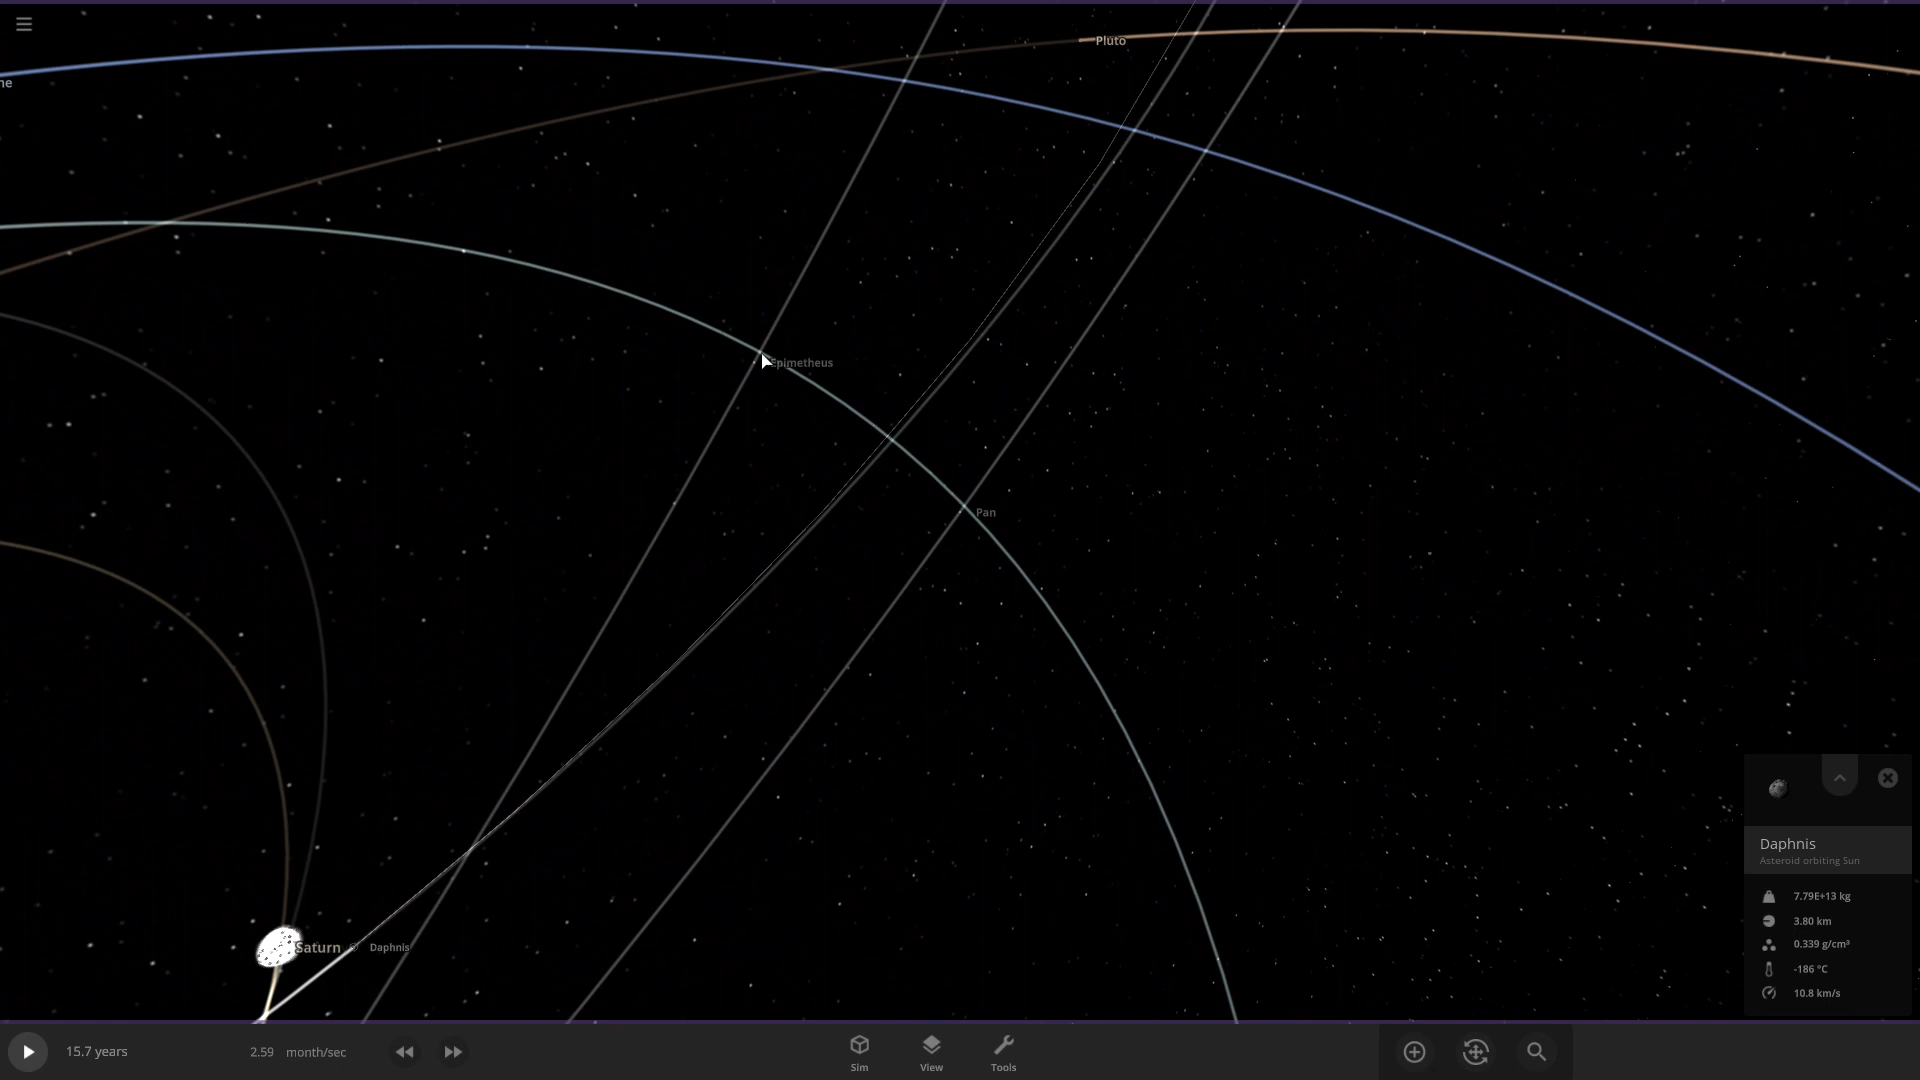 Pluto
ne
Epimetheus
Pan
Saturn
Daphnis
Daphnis
Asteroid orbiting Sun
7.79E+13 kg
3.80 km
0.339 g/cm³
-186 °C
10.8 km/s
15.7 years
2.59 month/sec
Sim
View
Tools